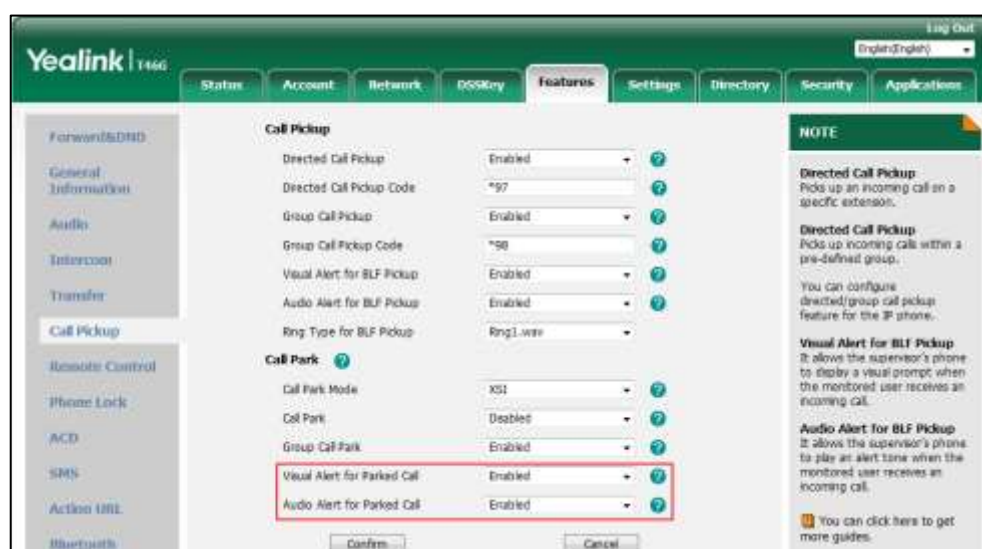 Log Out
Yealink T46G
English(English)
Status Account Network DSSKey Features Settings Directory Security Applications
Forward&DND
General
Information
Audio
Intercom
Transfer
Call Pickup
Remote Control
Phone Lock
ACD
SMS
Action URL
Bluetooth
Call Pickup
Directed Call Pickup Enabled
Directed Call Pickup Code *97
Group Call Pickup Enabled
Group Call Pickup Code *98
Visual Alert for BLF Pickup Enabled
Audio Alert for BLF Pickup Enabled
Ring Type for BLF Pickup Ring1.wav
Call Park
Call Park Mode XSI
Call Park Disabled
Group Call Park Enabled
Visual Alert for Parked Call Enabled
Audio Alert for Parked Call Enabled
Confirm Cancel
NOTE
Directed Call Pickup
Picks up an incoming call on a
specific extension.
Directed Call Pickup
Picks up incoming calls within a
pre-defined group.
You can configure
directed/group call pickup
feature for the IP phone.
Visual Alert for BLF Pickup
It allows the supervisor's phone
to display a visual prompt when
the monitored user receives an
incoming call.
Audio Alert for BLF Pickup
It allows the supervisor's phone
to play an alert tone when the
monitored user receives an
incoming call.
You can click here to get
more guides.